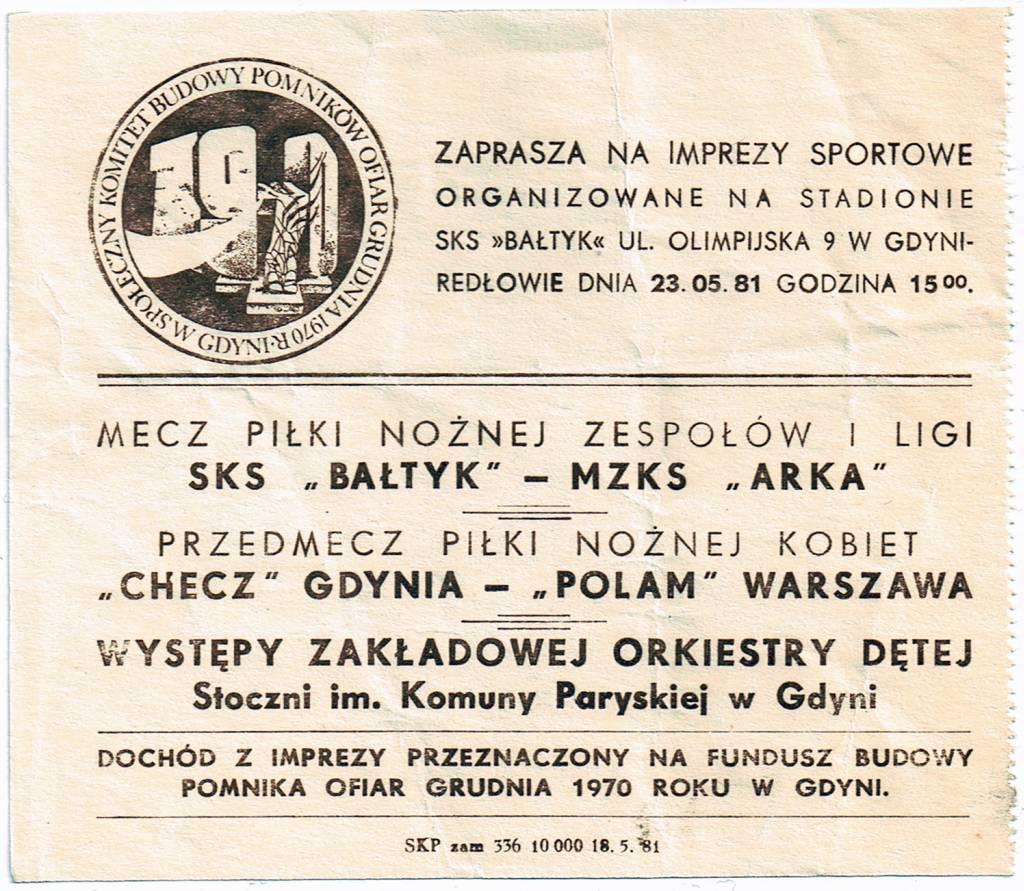 SPOŁECZNY KOMITET BUDOWY POMNIKÓW OFIAR GRUDNIA 1970 R·W GDYNI
1970
ZAPRASZA NA IMPREZY SPORTOWE
ORGANIZOWANE NA STADIONIE
SKS »BAŁTYK« UL. OLIMPIJSKA 9 W GDYNI-
REDŁOWIE DNIA 23.05.81 GODZINA 15⁰⁰.
MECZ PIŁKI NOŻNEJ ZESPOŁÓW I LIGI
SKS „BAŁTYK" – MZKS „ARKA"
PRZEDMECZ PIŁKI NOŻNEJ KOBIET
„CHECZ" GDYNIA – „POLAM" WARSZAWA
WYSTĘPY ZAKŁADOWEJ ORKIESTRY DĘTEJ
Stoczni im. Komuny Paryskiej w Gdyni
DOCHÓD Z IMPREZY PRZEZNACZONY NA FUNDUSZ BUDOWY
POMNIKA OFIAR GRUDNIA 1970 ROKU W GDYNI.
SKP zam 336 10 000 18. 5. 81